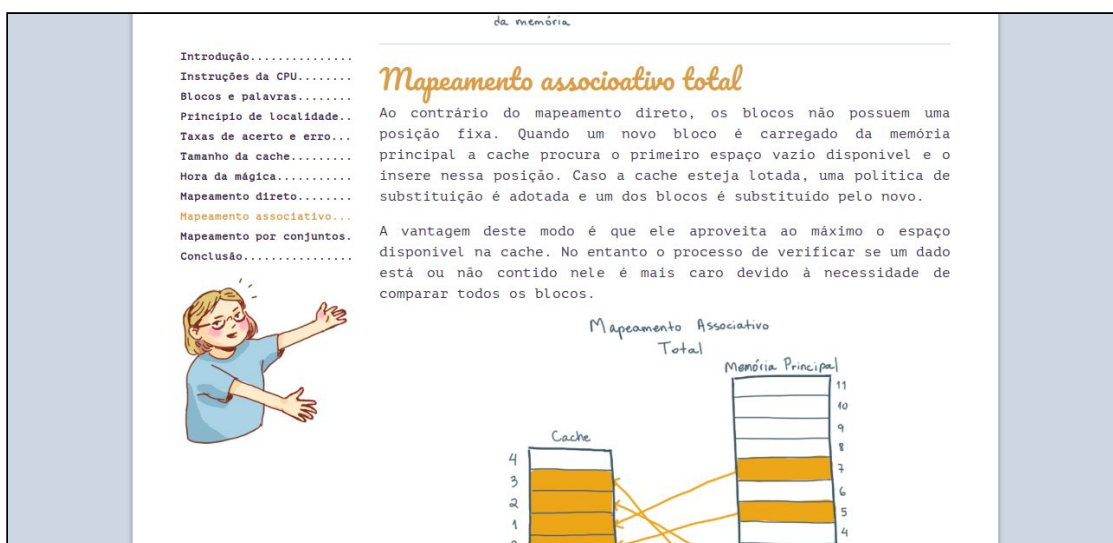 da memória
Introdução...............
Instruções da CPU........
Blocos e palavras........
Princípio de localidade..
Taxas de acerto e erro...
Tamanho da cache.........
Hora da mágica...........
Mapeamento direto........
Mapeamento associativo...
Mapeamento por conjuntos.
Conclusão................
Mapeamento associoativo total
Ao contrário do mapeamento direto, os blocos não possuem uma
posição fixa. Quando um novo bloco é carregado da memória
principal a cache procura o primeiro espaço vazio disponível e o
insere nessa posição. Caso a cache esteja lotada, uma política de
substituição é adotada e um dos blocos é substituído pelo novo.
A vantagem deste modo é que ele aproveita ao máximo o espaço
disponível na cache. No entanto o processo de verificar se um dado
está ou não contido nele é mais caro devido à necessidade de
comparar todos os blocos.
Mapeamento Associativo
Total
Memória Principal
11
10
9
8
7
6
5
4
Cache
4
3
2
1